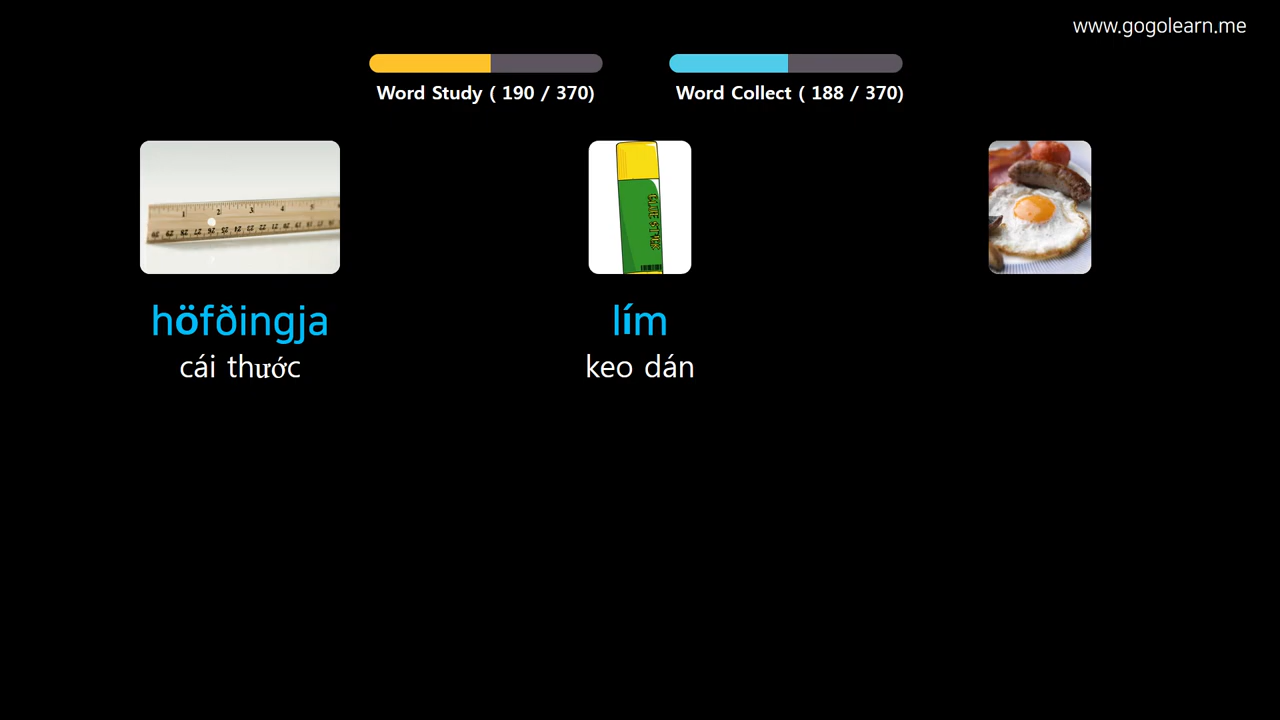 www.gogolearn.me
Word Study ( 190 / 370)
Word Collect ( 188 / 370)
höfðingja
cái thước
lím
keo dán